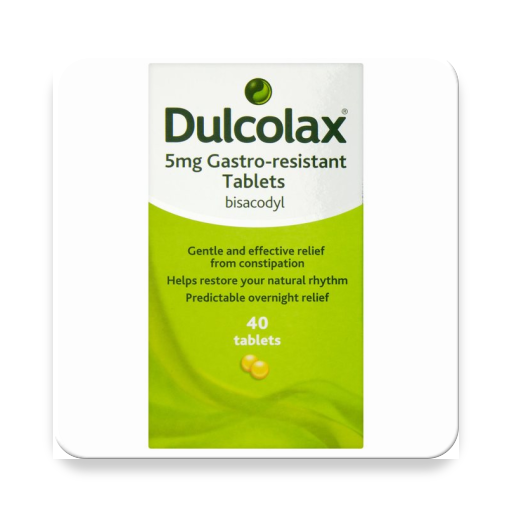 Dulcolax®
5mg Gastro-resistant
Tablets
bisacodyl
Gentle and effective relief
from constipation
Helps restore your natural rhythm
Predictable overnight relief
40
tablets